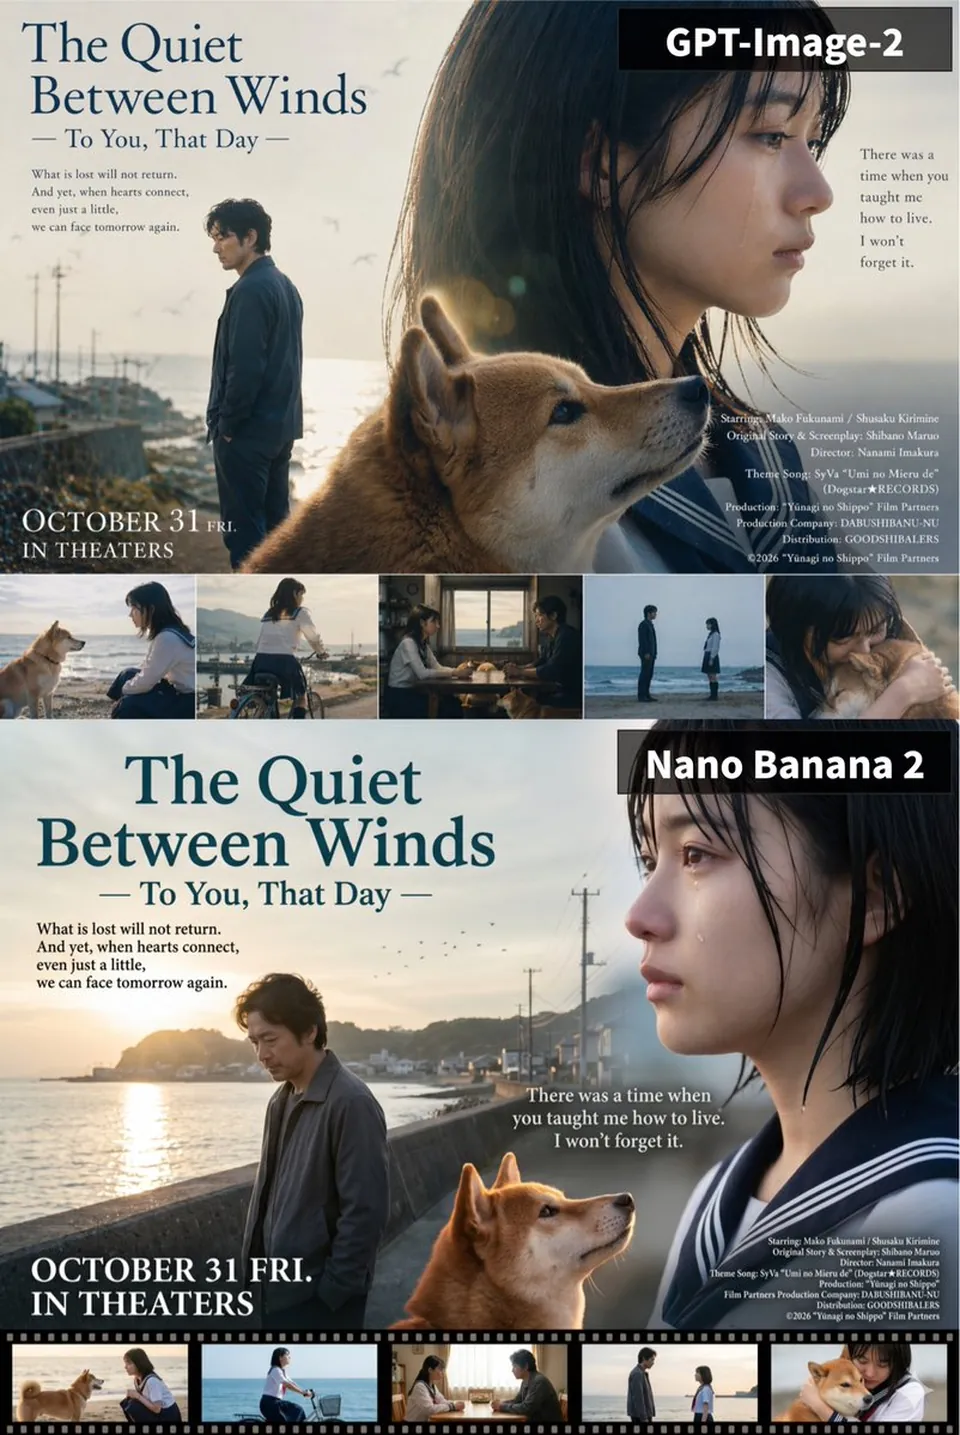 The Quiet
Between Winds
— To You, That Day —
What is lost will not return.
And yet, when hearts connect,
even just a little,
we can face tomorrow again.
GPT-Image-2
There was a
time when you
taught me
how to live.
I won't
forget it.
Starring: Mako Fukunami / Shusaku Kirimine
Original Story & Screenplay: Shibano Maruo
Director: Nanami Imakura
Theme Song: SyVa "Umi no Mieru de"
(Dogstar★RECORDS)
Production: "Yūnagi no Shippo" Film Partners
Production Company: DABUSHIBANU-NU
Distribution: GOODSHIBALERS
©2026 "Yūnagi no Shippo" Film Partners
OCTOBER 31 FRI.
IN THEATERS
Nano Banana 2
The Quiet
Between Winds
— To You, That Day —
What is lost will not return.
And yet, when hearts connect,
even just a little,
we can face tomorrow again.
There was a time when
you taught me how to live.
I won't forget it.
OCTOBER 31 FRI.
IN THEATERS
Starring: Mako Fukunami / Shusaku Kirimine
Original Story & Screenplay: Shibano Maruo
Director: Nanami Imakura
Theme Song: SyVa "Umi no Mieru de" (Dogstar★RECORDS)
Production: "Yūnagi no Shippo"
Film Partners Production Company: DABUSHIBANU-NU
Distribution: GOODSHIBALERS
©2026 "Yūnagi no Shippo" Film Partners